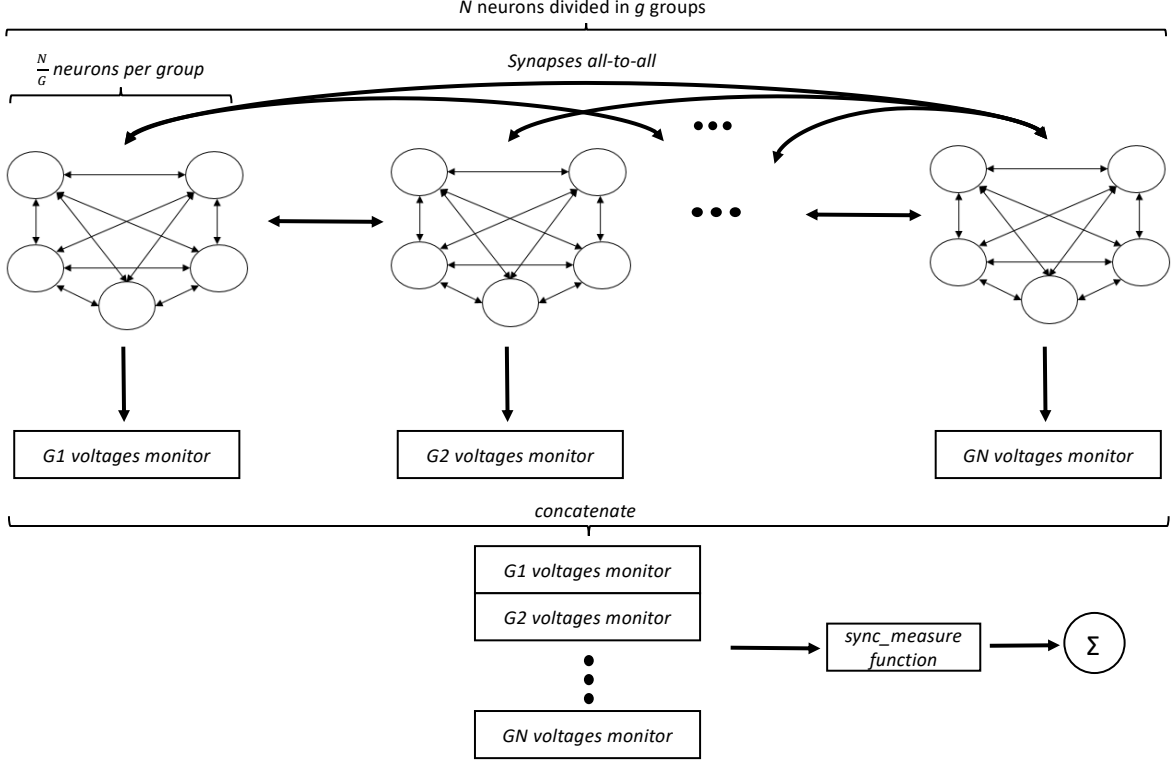 N neurons divided in g groups
N/G neurons per group
Synapses all-to-all
G1 voltages monitor
G2 voltages monitor
GN voltages monitor
concatenate
G1 voltages monitor
G2 voltages monitor
sync_measure
function
Σ
GN voltages monitor